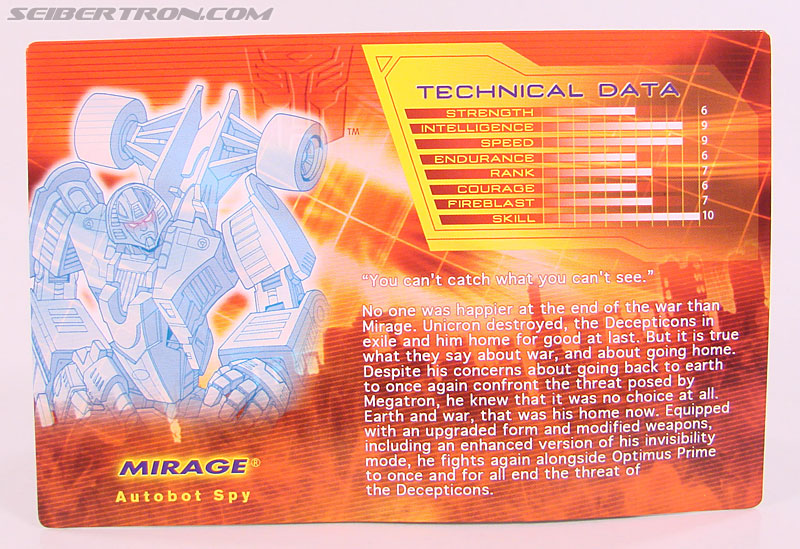 SEIBERTRON.COM
TM
TECHNICAL DATA
STRENGTH 6
INTELLIGENCE 9
SPEED 9
ENDURANCE 6
RANK 7
COURAGE 6
FIREBLAST 7
SKILL 10
“You can’t catch what you can’t see.”
No one was happier at the end of the war than
Mirage. Unicron destroyed, the Decepticons in
exile and him home for good at last. But it is true
what they say about war, and about going home.
Despite his concerns about going back to earth
to once again confront the threat posed by
Megatron, he knew that it was no choice at all.
Earth and war, that was his home now. Equipped
with an upgraded form and modified weapons,
including an enhanced version of his invisibility
mode, he fights again alongside Optimus Prime
to once and for all end the threat of
the Decepticons.
MIRAGE®
Autobot Spy